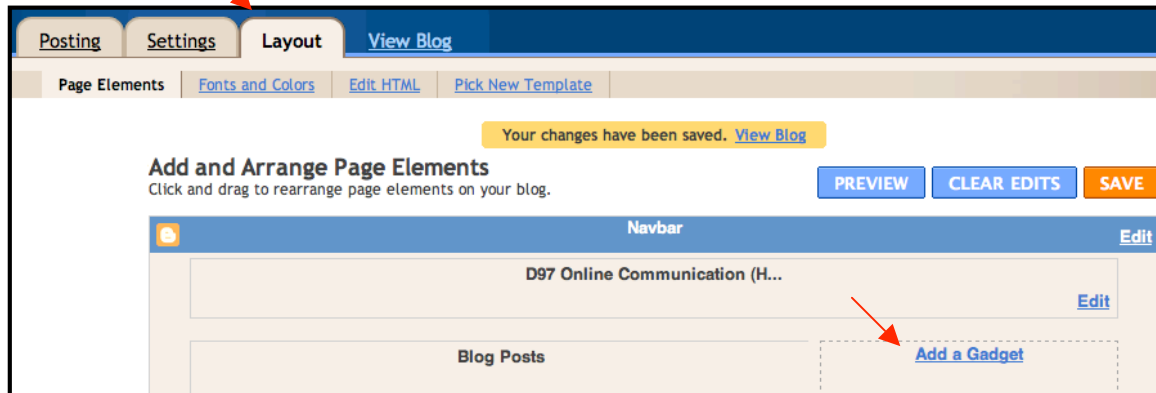 Posting Settings Layout View Blog
Page Elements Fonts and Colors Edit HTML Pick New Template
Your changes have been saved. View Blog
Add and Arrange Page Elements
Click and drag to rearrange page elements on your blog.
PREVIEW CLEAR EDITS SAVE
Navbar
Edit
D97 Online Communication (H...
Edit
Blog Posts
Add a Gadget